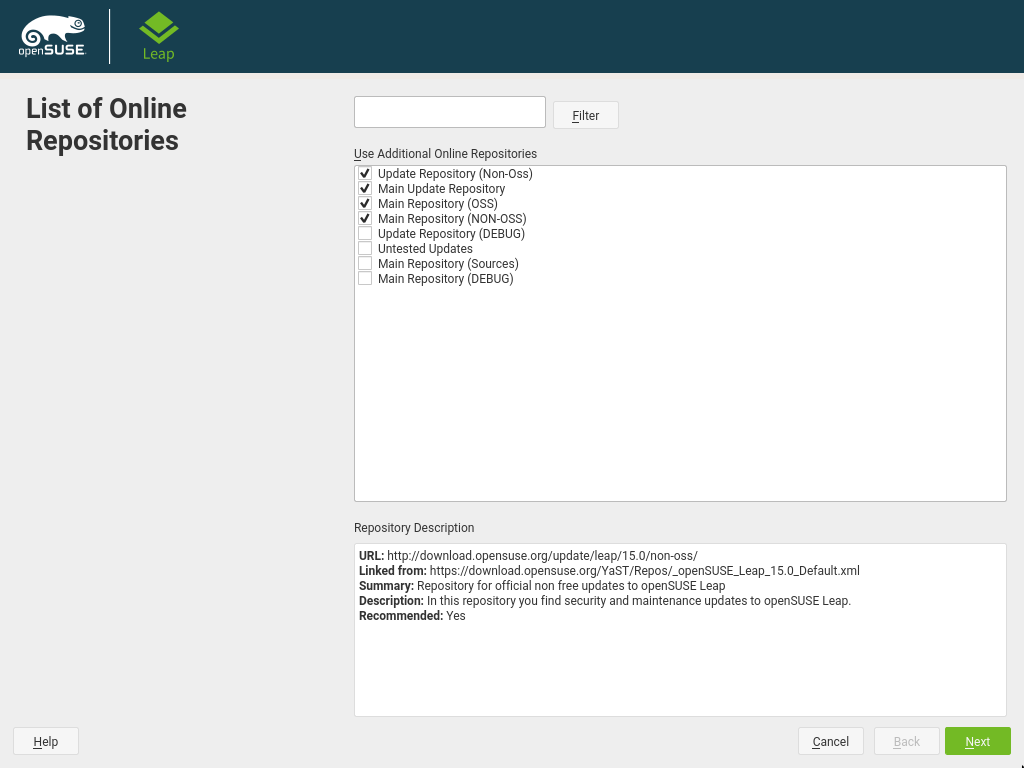 openSUSE
Leap
List of Online
Repositories
Filter
Use Additional Online Repositories
Update Repository (Non-Oss)
Main Update Repository
Main Repository (OSS)
Main Repository (NON-OSS)
Update Repository (DEBUG)
Untested Updates
Main Repository (Sources)
Main Repository (DEBUG)
Repository Description
URL: http://download.opensuse.org/update/leap/15.0/non-oss/
Linked from: https://download.opensuse.org/YaST/Repos/_openSUSE_Leap_15.0_Default.xml
Summary: Repository for official non free updates to openSUSE Leap
Description: In this repository you find security and maintenance updates to openSUSE Leap.
Recommended: Yes
Help
Cancel
Back
Next